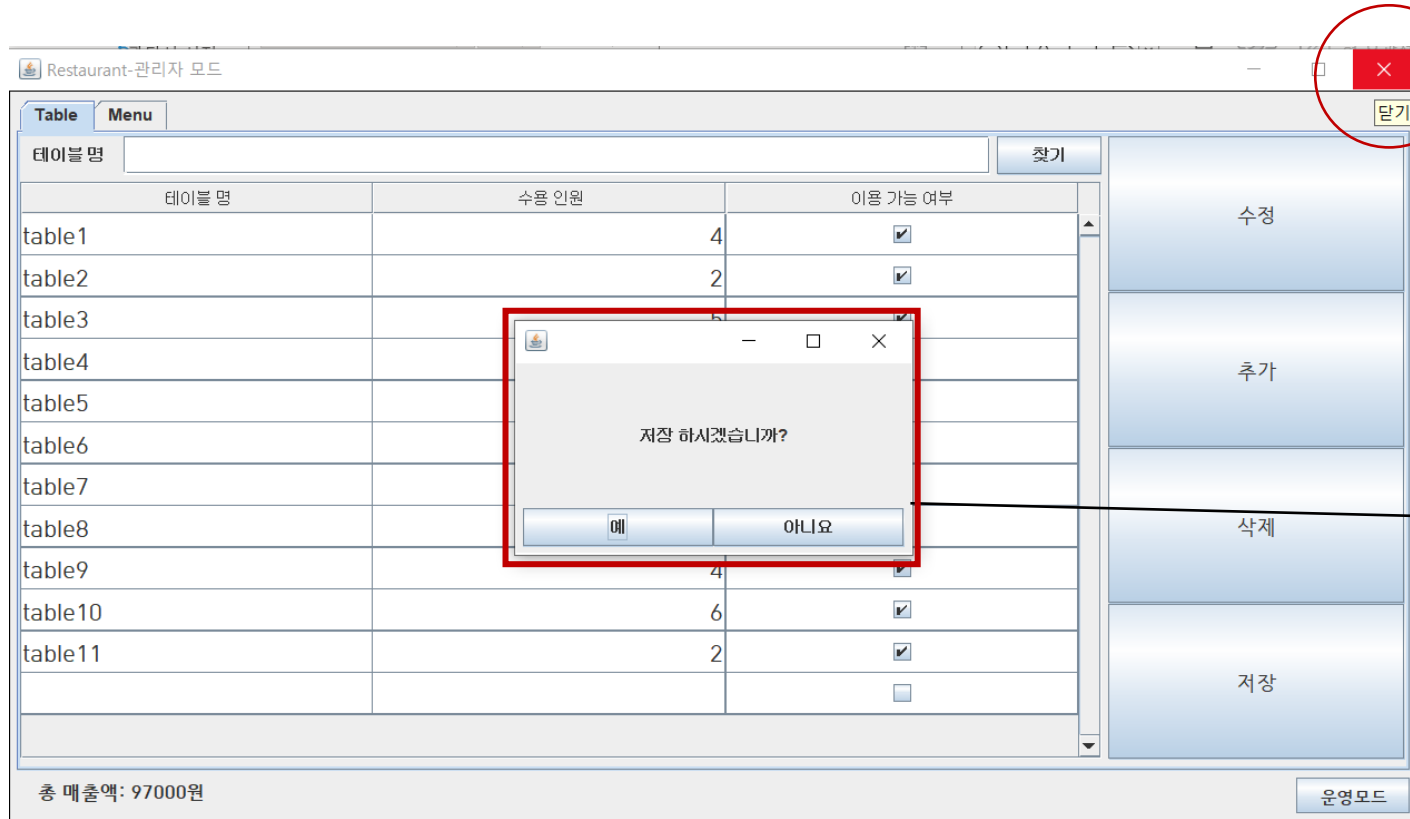 Restaurant-관리자 모드
Table Menu
닫기
테이블 명 찾기
테이블 명 수용 인원 이용 가능 여부
수정
table1 4
table2 2
table3
table4
추가
table5
저장 하시겠습니까?
table6
table7
table8
예 아니요
삭제
table9 4
table10 6
table11 2
저장
총 매출액: 97000원
운영모드